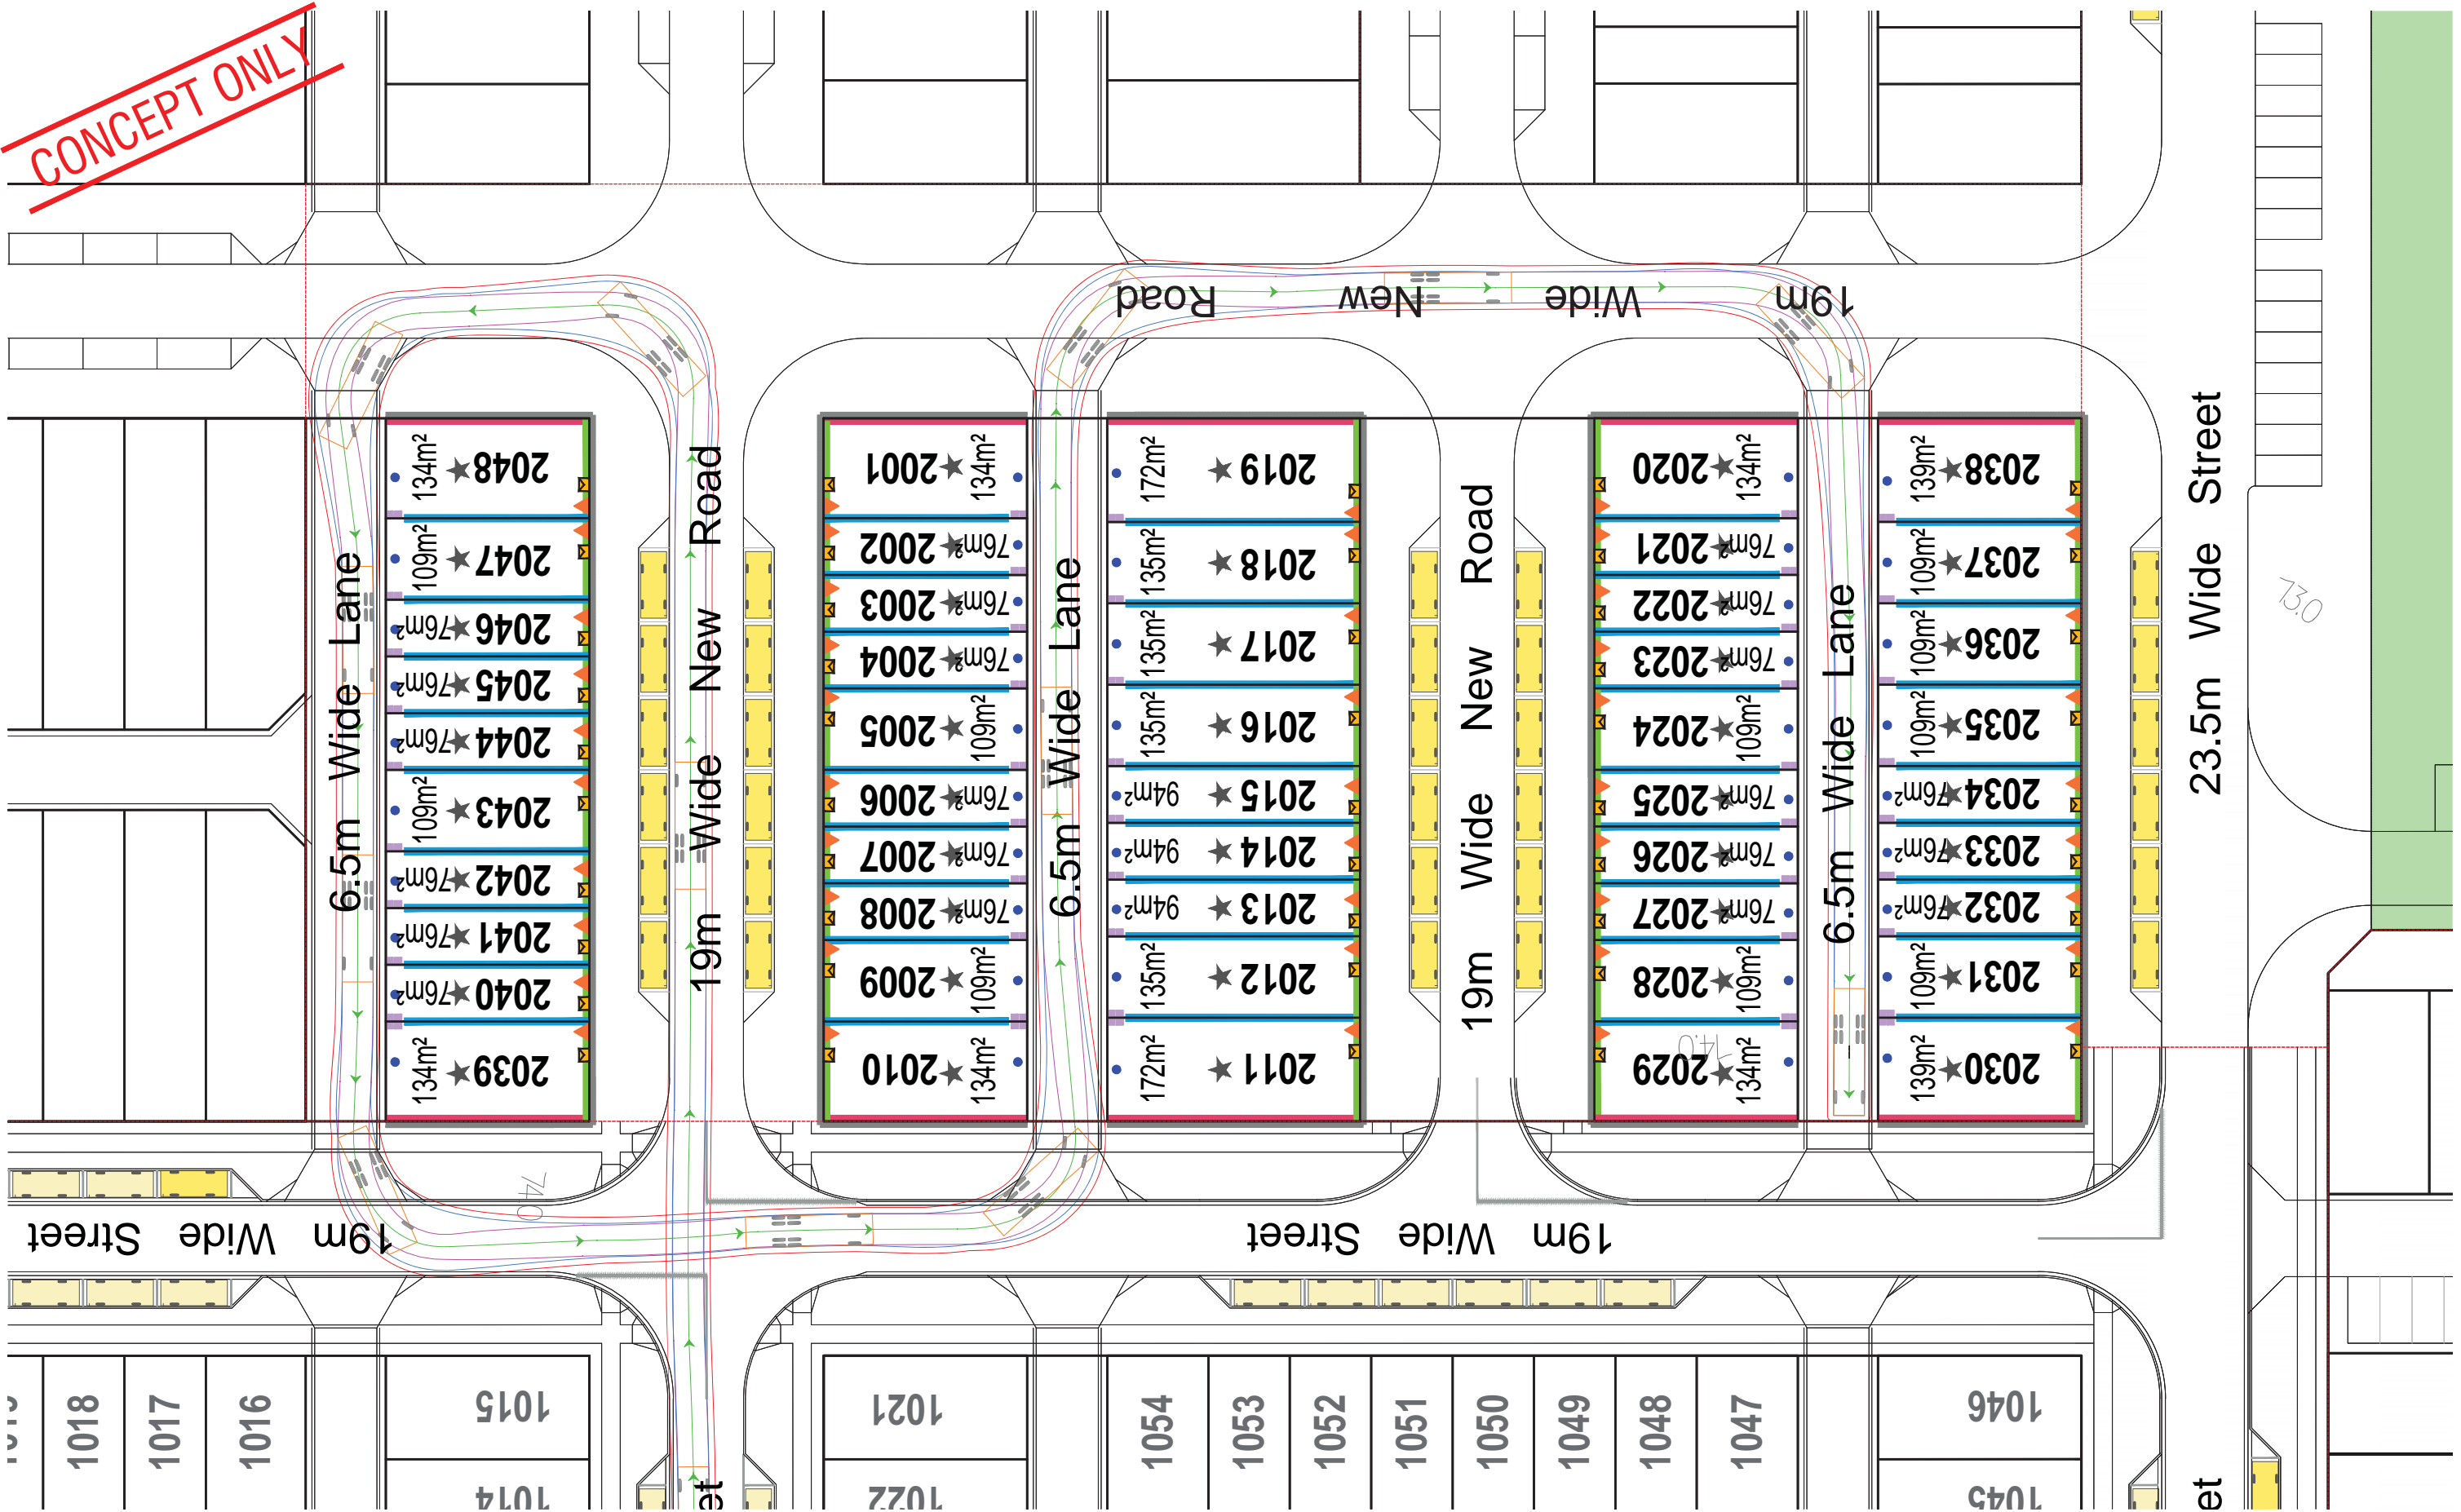 CONCEPT ONLY
19m Wide New Road
6.5m Wide Lane
2048 134m²
2047 109m²
2046 76m²
2045 76m²
2044 76m²
2043 109m²
2042 76m²
2041 76m²
2040 76m²
2039 134m²
19m Wide New Road
2001 134m²
2002 76m²
2003 76m²
2004 76m²
2005 109m²
2006 76m²
2007 76m²
2008 76m²
2009 109m²
2010 134m²
6.5m Wide Lane
172m² 2019
135m² 2018
135m² 2017
135m² 2016
94m² 2015
94m² 2014
94m² 2013
135m² 2012
172m² 2011
19m Wide New Road
2020 134m²
2021 76m²
2022 76m²
2023 76m²
2024 109m²
2025 76m²
2026 76m²
2027 76m²
2028 109m²
2029 134m²
14.0
6.5m Wide Lane
139m² 2038
109m² 2037
109m² 2036
109m² 2035
76m² 2034
76m² 2033
76m² 2032
109m² 2031
139m² 2030
23.5m Wide Street
13.0
19m Wide Street
19m Wide Street
1018
1017
1016
1015
1014
et
1021
1022
1054
1053
1052
1051
1050
1049
1048
1047
1046
1045
et